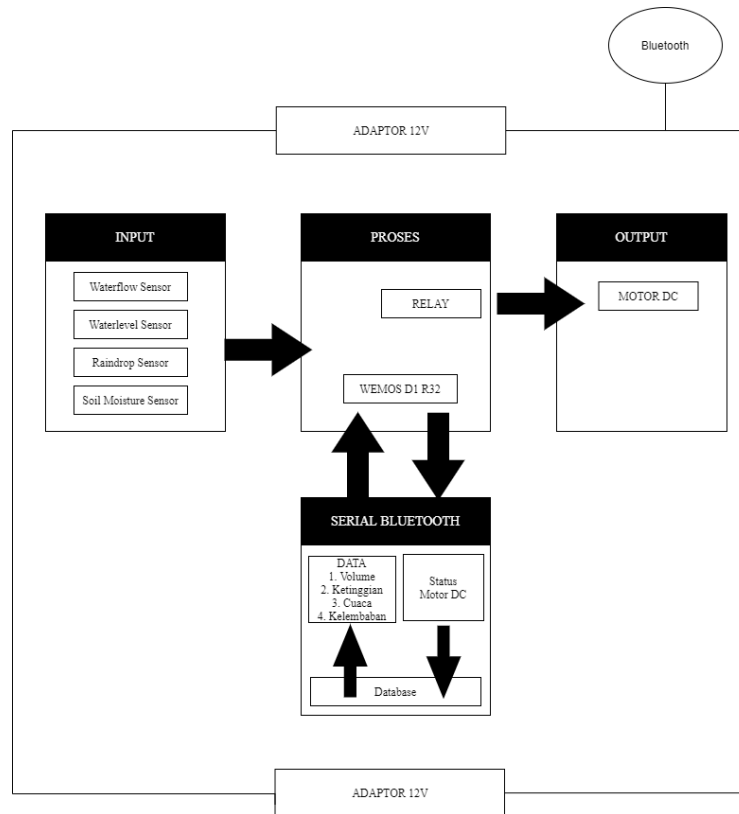 Bluetooth
ADAPTOR 12V
INPUT
Waterflow Sensor
Waterlevel Sensor
Raindrop Sensor
Soil Moisture Sensor
PROSES
RELAY
WEMOS D1 R32
OUTPUT
MOTOR DC
SERIAL BLUETOOTH
DATA
1. Volume
2. Ketinggian
3. Cuaca
4. Kelembaban
Status
Motor DC
Database
ADAPTOR 12V